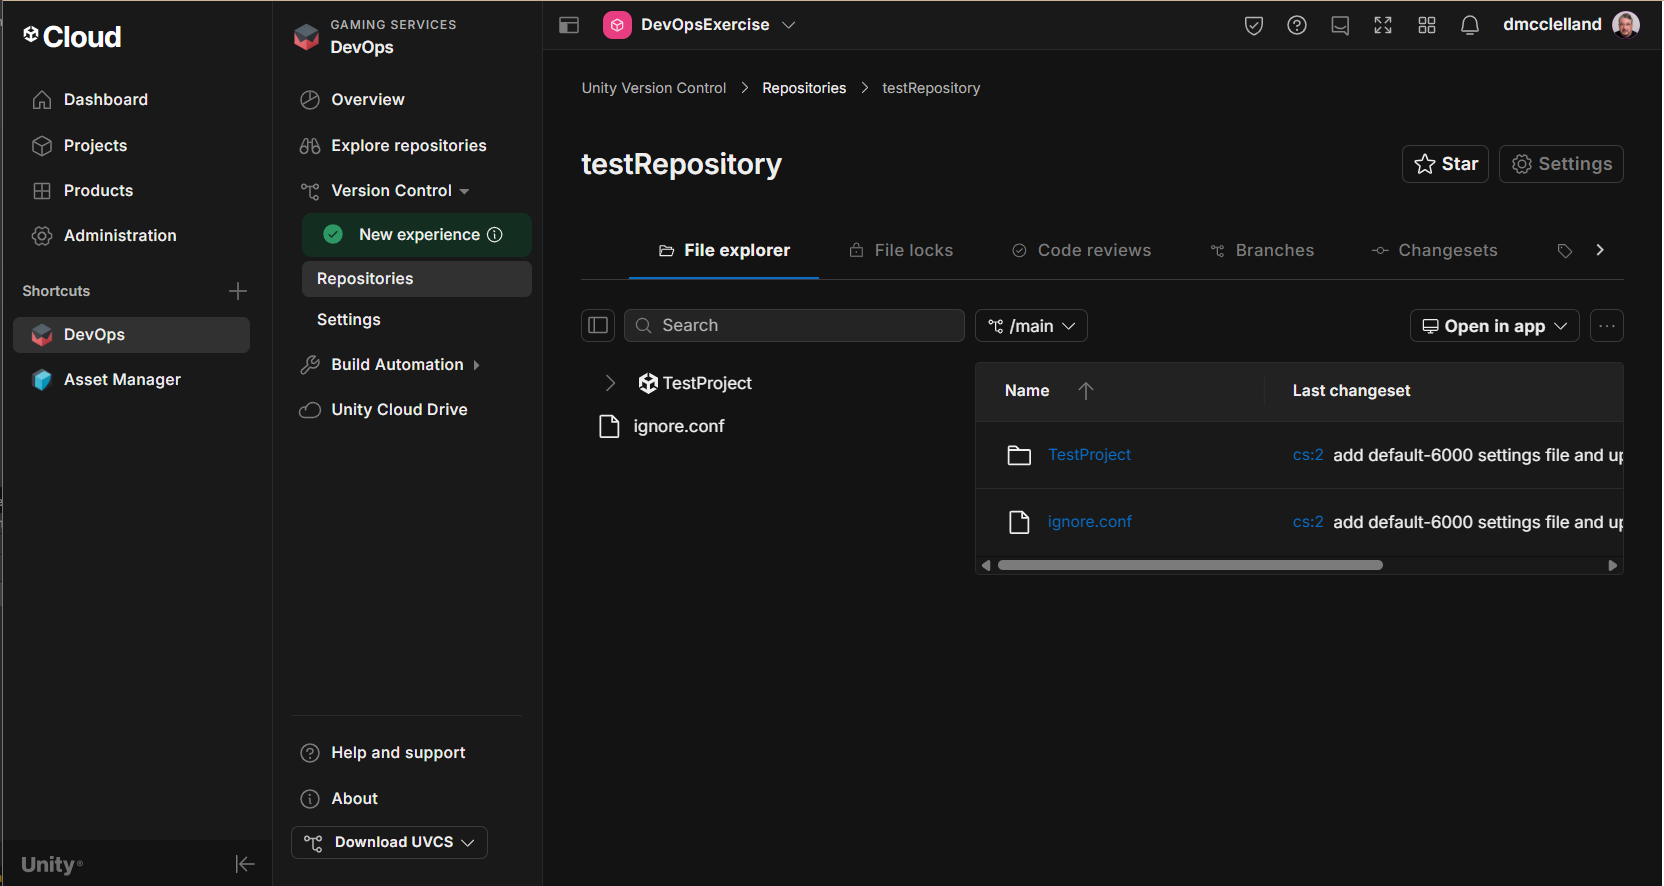 Cloud
Dashboard
Projects
Products
Administration
Shortcuts
DevOps
Asset Manager
Unity®
GAMING SERVICES
DevOps
Overview
Explore repositories
Version Control
New experience
Repositories
Settings
Build Automation
Unity Cloud Drive
Help and support
About
Download UVCS
DevOpsExercise
dmcclelland
Unity Version Control > Repositories > testRepository
testRepository
Star
Settings
File explorer
File locks
Code reviews
Branches
Changesets
Search
/main
Open in app
TestProject
ignore.conf
Name
Last changeset
TestProject
cs:2 add default-6000 settings file and up
ignore.conf
cs:2 add default-6000 settings file and up